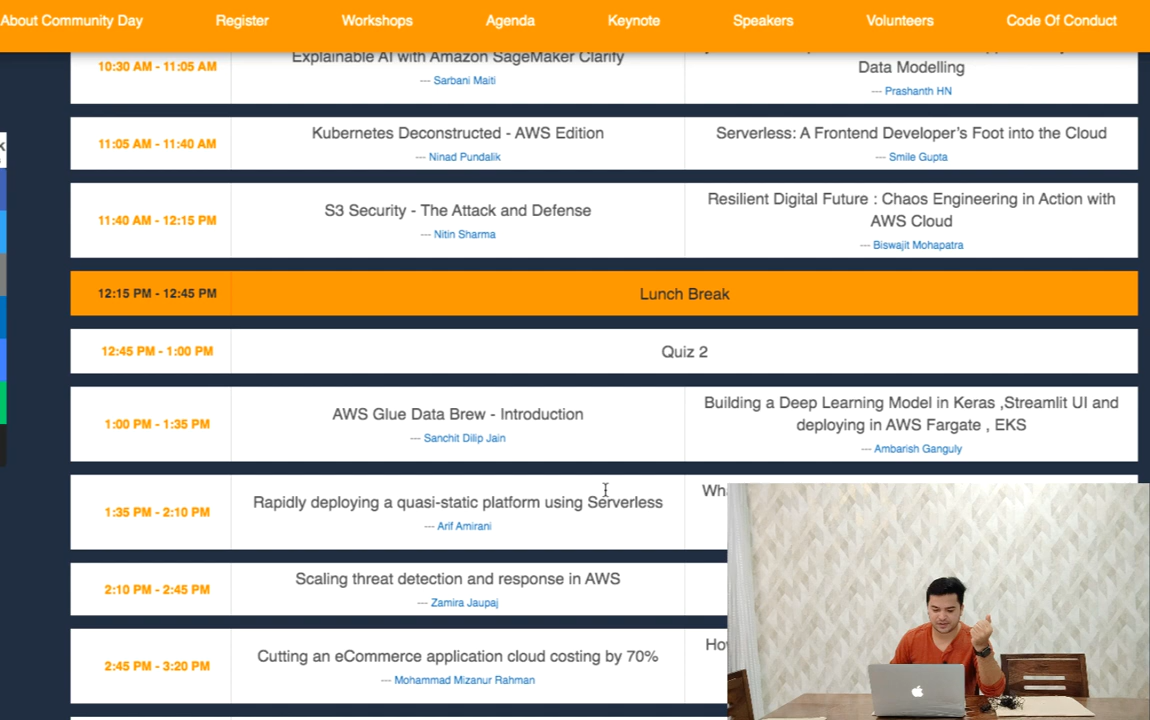 About Community Day
Register
Workshops
Agenda
Keynote
Speakers
Volunteers
Code Of Conduct
10:30 AM - 11:05 AM
Explainable AI with Amazon SageMaker Clarify
--- Sarbani Maiti
Data Modelling
--- Prashanth HN
11:05 AM - 11:40 AM
Kubernetes Deconstructed - AWS Edition
--- Ninad Pundalik
Serverless: A Frontend Developer's Foot into the Cloud
--- Smile Gupta
11:40 AM - 12:15 PM
S3 Security - The Attack and Defense
--- Nitin Sharma
Resilient Digital Future : Chaos Engineering in Action with
AWS Cloud
--- Biswajit Mohapatra
12:15 PM - 12:45 PM
Lunch Break
12:45 PM - 1:00 PM
Quiz 2
1:00 PM - 1:35 PM
AWS Glue Data Brew - Introduction
--- Sanchit Dilip Jain
Building a Deep Learning Model in Keras ,Streamlit UI and
deploying in AWS Fargate , EKS
--- Ambarish Ganguly
1:35 PM - 2:10 PM
Rapidly deploying a quasi-static platform using Serverless
--- Arif Amirani
2:10 PM - 2:45 PM
Scaling threat detection and response in AWS
--- Zamira Jaupaj
2:45 PM - 3:20 PM
Cutting an eCommerce application cloud costing by 70%
--- Mohammad Mizanur Rahman